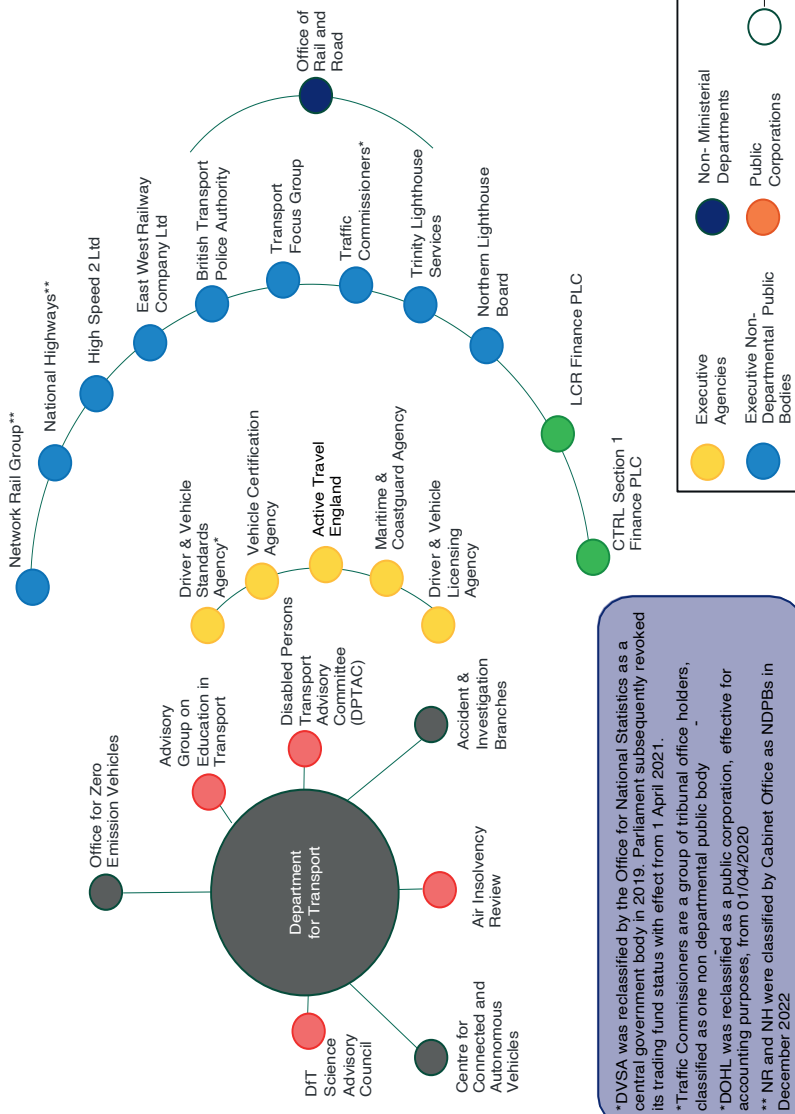 Office for Zero
Emission Vehicles
Advisory
Group on
Education in
Transport
Disabled Persons
Transport
Advisory
Committee
(DPTAC)
Accident &
Investigation
Branches
Air Insolvency
Review
Centre for
Connected and
Autonomous
Vehicles
DfT
Science
Advisory
Council
Department
for Transport
Driver & Vehicle
Standards
Agency*
Vehicle Certification
Agency
Active Travel
England
Maritime &
Coastguard Agency
Driver & Vehicle
Licensing
Agency
Network Rail Group**
National Highways**
High Speed 2 Ltd
East West Railway
Company Ltd
British Transport
Police Authority
Transport
Focus Group
Traffic
Commissioners*
Trinity Lighthouse
Services
Northern Lighthouse
Board
LCR Finance PLC
CTRL Section 1
Finance PLC
Office of
Rail and
Road
*DVSA was reclassified by the Office for National Statistics as a
central government body in 2019. Parliament subsequently revoked
its trading fund status with effect from 1 April 2021.
*Traffic Commissioners are a group of tribunal office holders,
classified as one non departmental public body
*DOHL was reclassified as a public corporation, effective for
accounting purposes, from 01/04/2020
** NR and NH were classified by Cabinet Office as NDPBs in
December 2022
Executive
Agencies
Executive Non-
Departmental Public
Bodies
Non- Ministerial
Departments
Public
Corporations